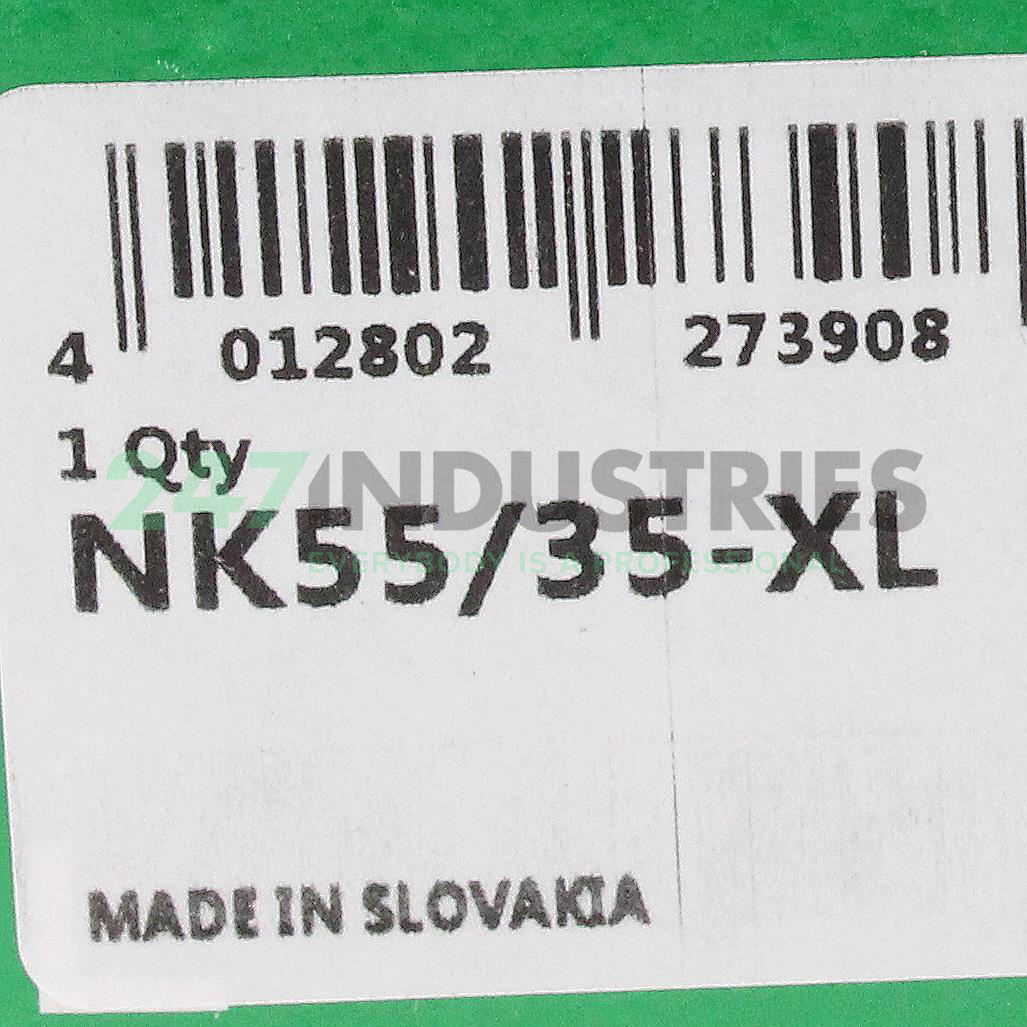 4 012802 273908
1 Qty
247INDUSTRIES
NK55/35-XL
EVERYBODY IS A PROFESSIONAL
MADE IN SLOVAKIA